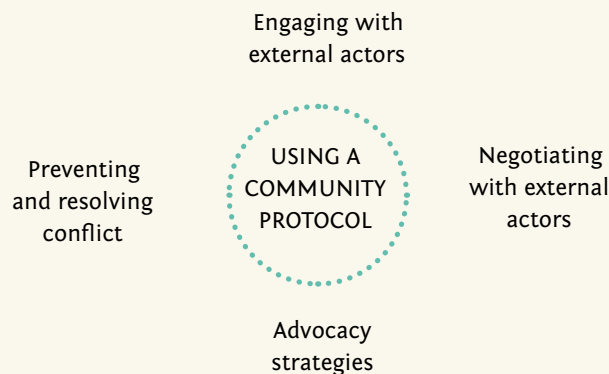 Engaging with
external actors
Preventing
and resolving
conflict
USING A
COMMUNITY
PROTOCOL
Negotiating
with external
actors
Advocacy
strategies